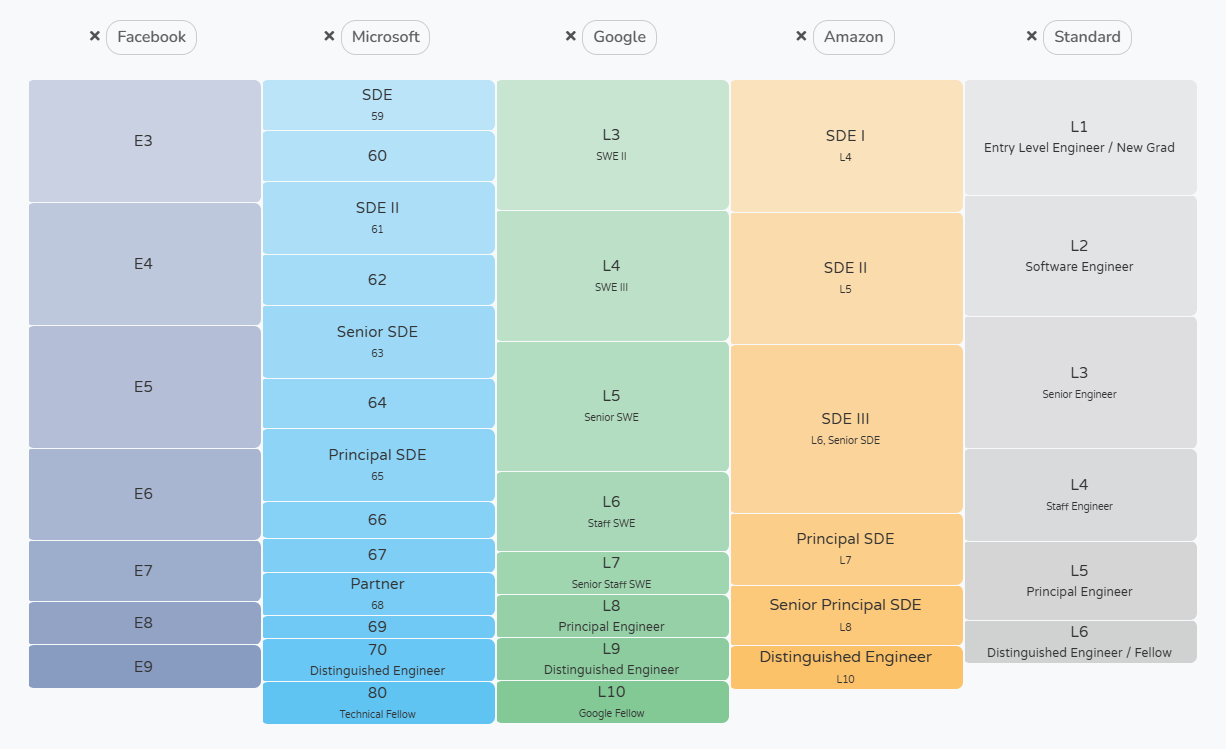 × Facebook
× Microsoft
× Google
× Amazon
× Standard
E3
E4
E5
E6
E7
E8
E9
SDE
59
60
SDE II
61
62
Senior SDE
63
64
Principal SDE
65
66
67
Partner
68
69
70
Distinguished Engineer
80
Technical Fellow
L3
SWE II
L4
SWE III
L5
Senior SWE
L6
Staff SWE
L7
Senior Staff SWE
L8
Principal Engineer
L9
Distinguished Engineer
L10
Google Fellow
SDE I
L4
SDE II
L5
SDE III
L6, Senior SDE
Principal SDE
L7
Senior Principal SDE
L8
Distinguished Engineer
L10
L1
Entry Level Engineer / New Grad
L2
Software Engineer
L3
Senior Engineer
L4
Staff Engineer
L5
Principal Engineer
L6
Distinguished Engineer / Fellow